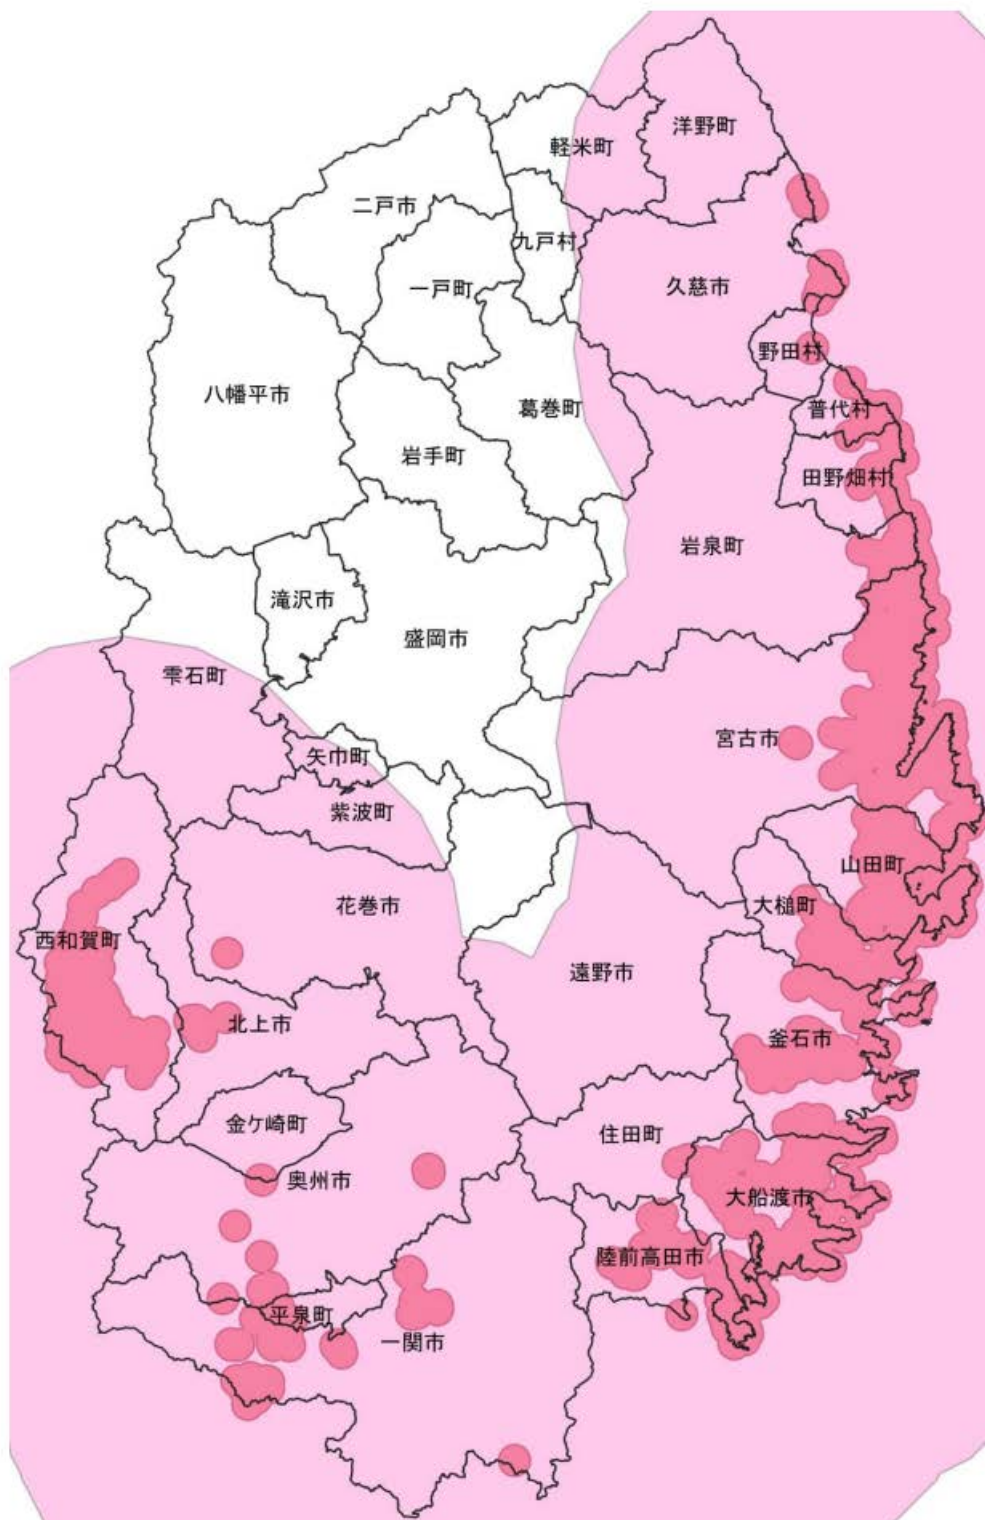 洋野町
軽米町
二戸市
九戸村
一戸町
久慈市
野田村
八幡平市
葛巻町
普代村
岩手町
田野畑村
岩泉町
滝沢市
盛岡市
雫石町
宮古市
矢巾町
紫波町
山田町
花巻市
大槌町
西和賀町
遠野市
北上市
釜石市
金ケ崎町
住田町
奥州市
大船渡市
陸前高田市
平泉町
一関市